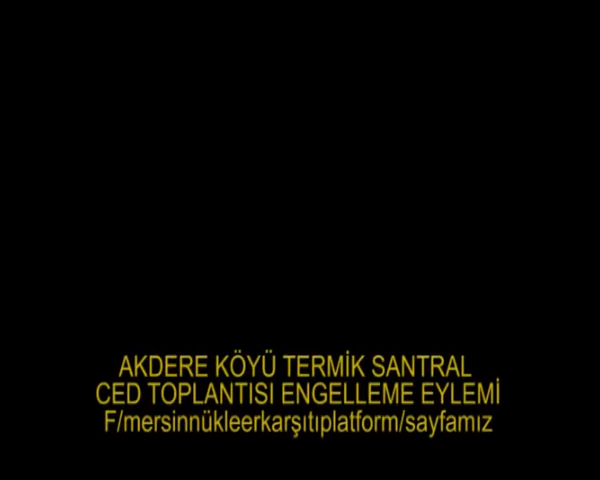 AKDERE KÖYÜ TERMİK SANTRAL
CED TOPLANTISI ENGELLEME EYLEMİ
F/mersinnükleerkarşıtıplatform/sayfamız